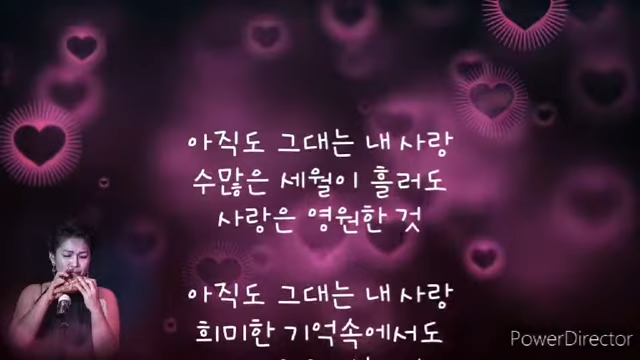 아직도 그대는 내 사랑
수많은 세월이 흘러도
사랑은 영원한 것
아직도 그대는 내 사랑
희미한 기억속에서도
PowerDirector